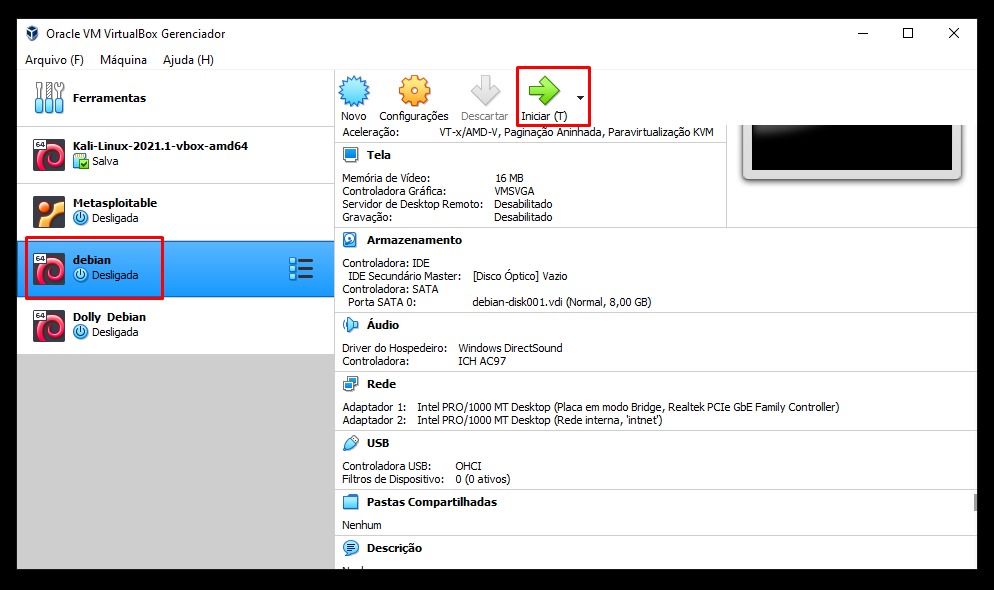 Oracle VM VirtualBox Gerenciador
Arquivo (F) Máquina Ajuda (H)
Ferramentas
64
Kali-Linux-2021.1-vbox-amd64
Salva
Metasploitable
Desligada
64
debian
Desligada
64
Dolly Debian
Desligada
Novo Configurações Descartar Iniciar (T)
Aceleração: VT-x/AMD-V, Paginação Aninhada, Paravirtualização KVM
Tela
Memória de Vídeo: 16 MB
Controladora Gráfica: VMSVGA
Servidor de Desktop Remoto: Desabilitado
Gravação: Desabilitado
Armazenamento
Controladora: IDE
IDE Secundário Master: [Disco Óptico] Vazio
Controladora: SATA
Porta SATA 0: debian-disk001.vdi (Normal, 8,00 GB)
Áudio
Driver do Hospedeiro: Windows DirectSound
Controladora: ICH AC97
Rede
Adaptador 1: Intel PRO/1000 MT Desktop (Placa em modo Bridge, Realtek PCIe GbE Family Controller)
Adaptador 2: Intel PRO/1000 MT Desktop (Rede interna, 'intnet')
USB
Controladora USB: OHCI
Filtros de Dispositivo: 0 (0 ativos)
Pastas Compartilhadas
Nenhum
Descrição